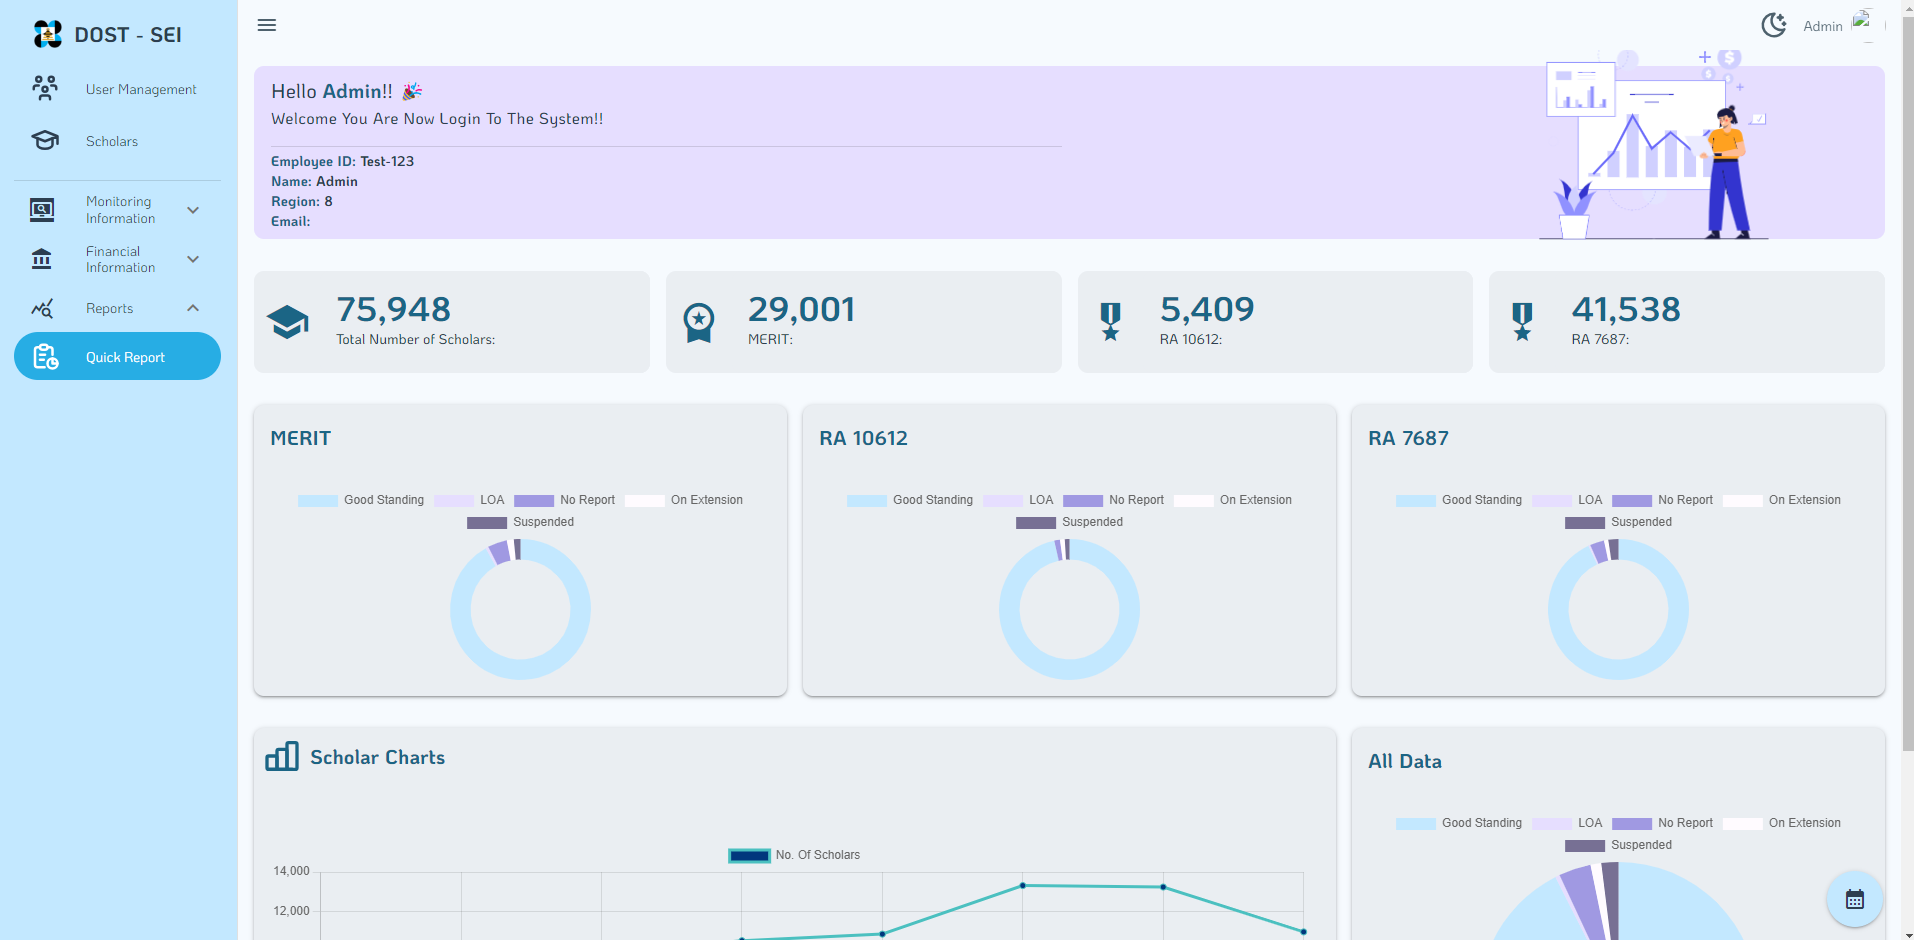 DOST - SEI
User Management
Scholars
Monitoring
Information
Financial
Information
Reports
Quick Report
Admin
Hello Admin!! 🎉
Welcome You Are Now Login To The System!!
Employee ID: Test-123
Name: Admin
Region: 8
Email:
75,948
Total Number of Scholars:
29,001
MERIT:
5,409
RA 10612:
41,538
RA 7687:
MERIT
Good Standing LOA No Report On Extension
Suspended
RA 10612
Good Standing LOA No Report On Extension
Suspended
RA 7687
Good Standing LOA No Report On Extension
Suspended
Scholar Charts
No. Of Scholars
14,000
12,000
All Data
Good Standing LOA No Report On Extension
Suspended